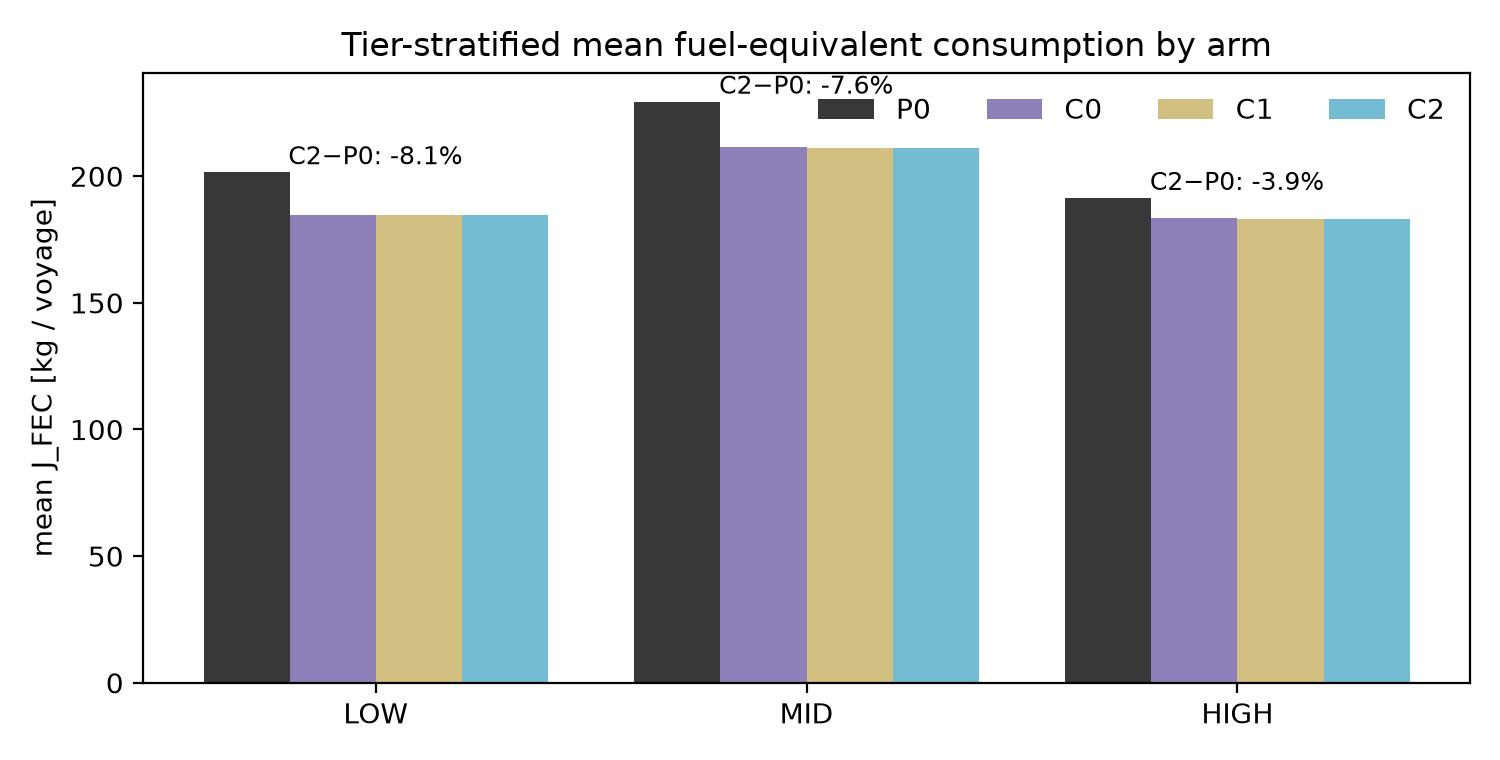 Tier-stratified mean fuel-equivalent consumption by arm
C2−P0: -7.6%
P0 C0 C1 C2
C2−P0: -8.1%
C2−P0: -3.9%
mean J_FEC [kg / voyage]
200
150
100
50
0
LOW MID HIGH